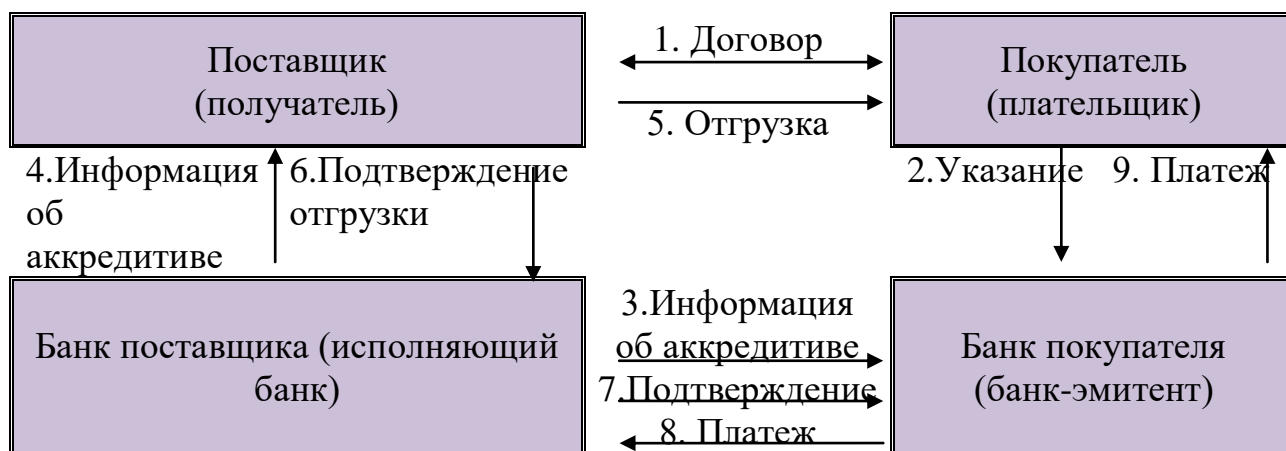 Поставщик
(получатель)
1. Договор
5. Отгрузка
Покупатель
(плательщик)
4.Информация
об
аккредитиве
6.Подтверждение
отгрузки
2.Указание
9. Платеж
Банк поставщика (исполняющий
банк)
3.Информация
об аккредитиве
7.Подтверждение
8. Платеж
Банк покупателя
(банк-эмитент)